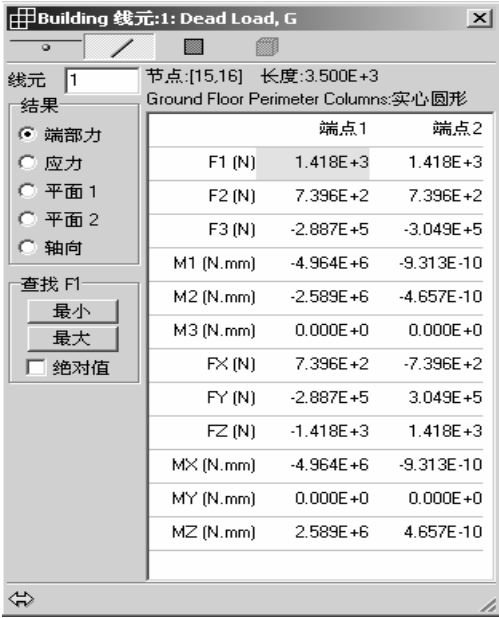 Building 线元:1: Dead Load, G
线元 1 节点:[15,16] 长度:3.500E+3
Ground Floor Perimeter Columns:实心圆形
结果
端部力
应力
平面 1
平面 2
轴向
查找 F1
最小
最大
绝对值
端点1 端点2
F1 (N) 1.418E+3 1.418E+3
F2 (N) 7.396E+2 7.396E+2
F3 (N) -2.887E+5 -3.049E+5
M1 (N.mm) -4.964E+6 -9.313E-10
M2 (N.mm) -2.589E+6 -4.657E-10
M3 (N.mm) 0.000E+0 0.000E+0
FX (N) 7.396E+2 -7.396E+2
FY (N) -2.887E+5 3.049E+5
FZ (N) -1.418E+3 1.418E+3
MX (N.mm) -4.964E+6 -9.313E-10
MY (N.mm) 0.000E+0 0.000E+0
MZ (N.mm) 2.589E+6 4.657E-10